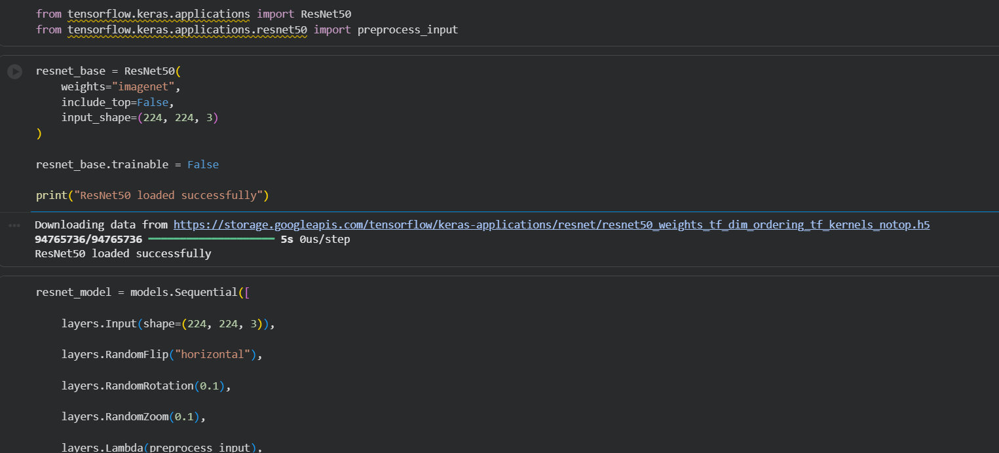 from tensorflow.keras.applications import ResNet50
from tensorflow.keras.applications.resnet50 import preprocess_input
resnet_base = ResNet50(
    weights="imagenet",
    include_top=False,
    input_shape=(224, 224, 3)
)
resnet_base.trainable = False
print("ResNet50 loaded successfully")
Downloading data from https://storage.googleapis.com/tensorflow/keras-applications/resnet/resnet50_weights_tf_dim_ordering_tf_kernels_notop.h5
94765736/94765736 ━━━━━━━━━━━━━━━━━━━━ 5s 0us/step
ResNet50 loaded successfully
resnet_model = models.Sequential([
    layers.Input(shape=(224, 224, 3)),
    layers.RandomFlip("horizontal"),
    layers.RandomRotation(0.1),
    layers.RandomZoom(0.1),
    layers.Lambda(preprocess_input),